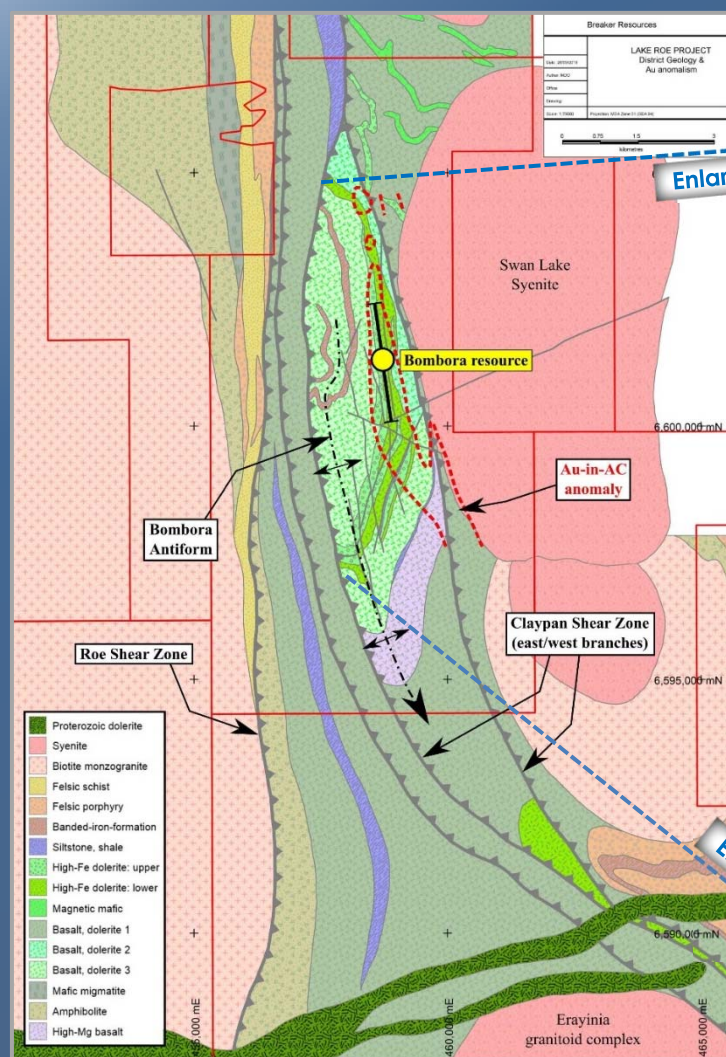 Breaker Resources
LAKE ROE PROJECT
District Geology &
Au anomalism
Office
0 0.75 1.5 3
kilometres
Enlar
Swan Lake
Syenite
Bombora resource
6,600,000 mN
Au-in-AC
anomaly
Bombora
Antiform
Claypan Shear Zone
(east/west branches)
Roe Shear Zone
6,595,000 mN
Proterozoic dolerite
Syenite
Biotite monzogranite
Felsic schist
Felsic porphyry
Banded-iron-formation
Siltstone, shale
High-Fe dolerite: upper
High-Fe dolerite: lower
Magnetic mafic
Basalt, dolerite 1
Basalt, dolerite 2
Basalt, dolerite 3
Mafic migmatite
Amphibolite
High-Mg basalt
E
6,590,000 mN
Erayinia
granitoid complex
5,000 mE
460,000 mE
465,000 mE